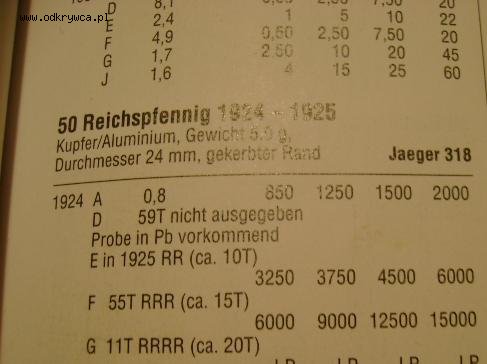 www.odkrywca.pl
D 8,1 20
E 2,4 1 5 10 22
F 4,9 0,50 2,50 7,50 20
G 1,7 2.50 10 20 45
J 1,6 4 15 25 60
50 Reichspfennig 1924 - 1925
Kupfer/Aluminium, Gewicht 5.0 g,
Durchmesser 24 mm, gekerbter Rand Jaeger 318
1924 A 0,8 850 1250 1500 2000
D 59T nicht ausgegeben
Probe in Pb vorkommend
E in 1925 RR (ca. 10T)
3250 3750 4500 6000
F 55T RRR (ca. 15T)
6000 9000 12500 15000
G 11T RRRR (ca. 20T)